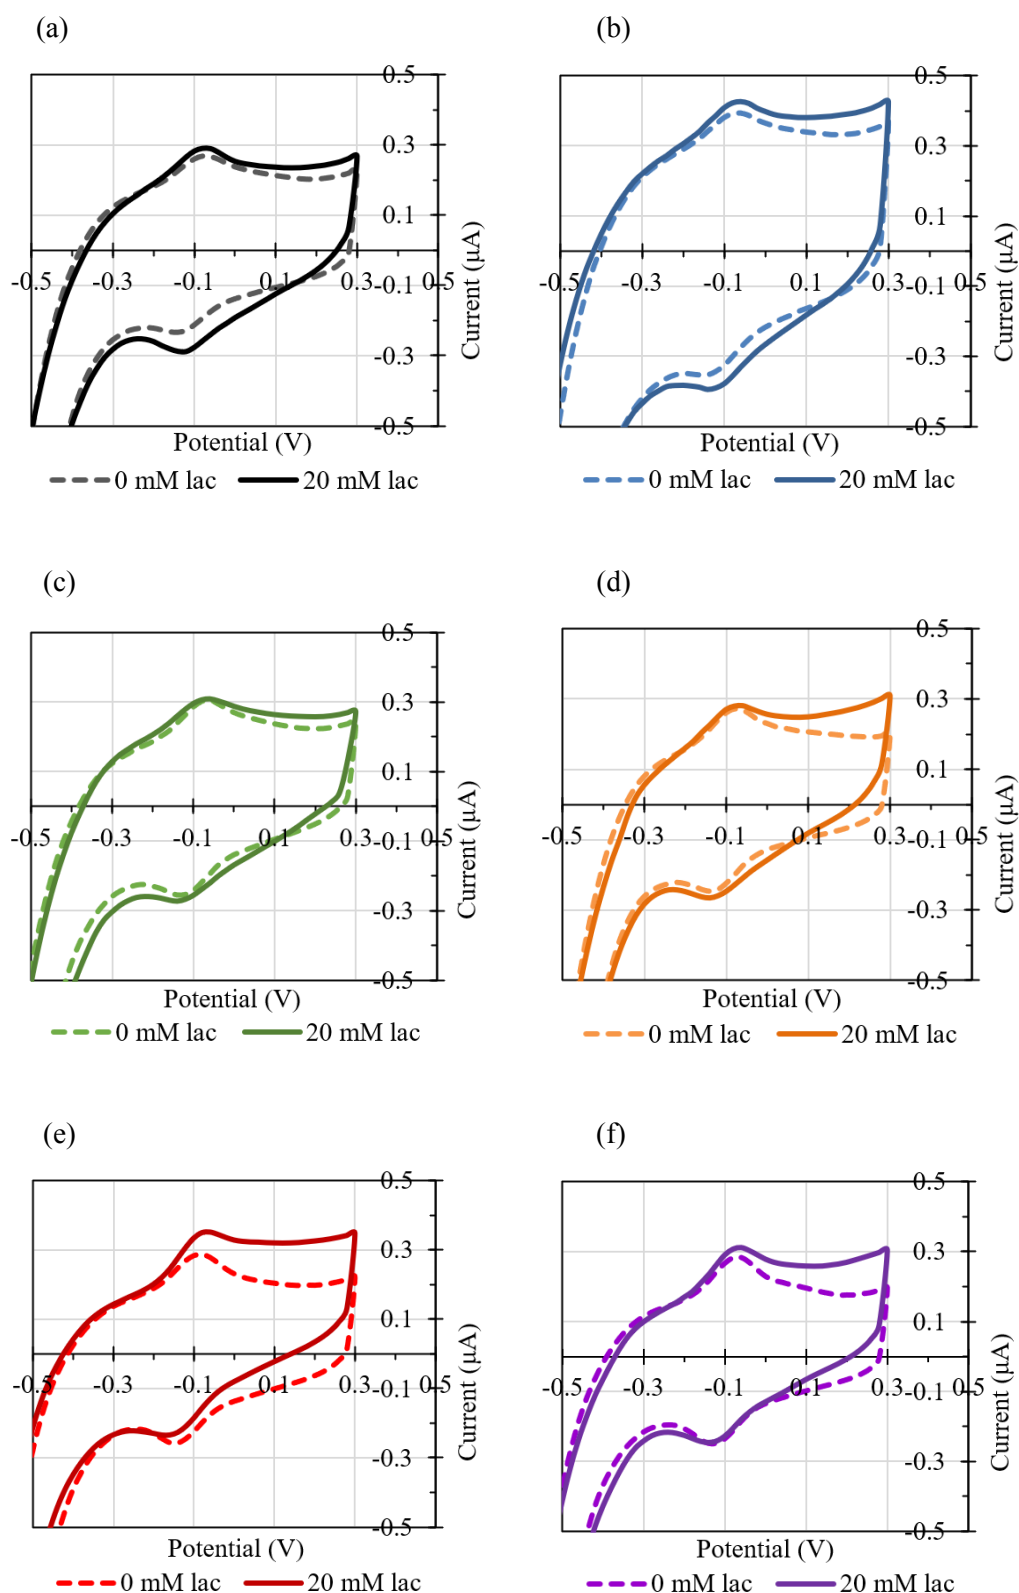 (a)
(b)
0.5
0.3
0.1
-0.5 -0.3 -0.1 0.1 0.3 0.5
-0.1
-0.3
-0.5
Current (µA)
Potential (V)
0 mM lac 20 mM lac
0.5
0.3
0.1
-0.5 -0.3 -0.1 0.1 0.3 0.5
-0.1
-0.3
-0.5
Current (µA)
Potential (V)
0 mM lac 20 mM lac
(c)
(d)
0.5
0.3
0.1
-0.5 -0.3 -0.1 0.1 0.3 0.5
-0.1
-0.3
-0.5
Current (µA)
Potential (V)
0 mM lac 20 mM lac
0.5
0.3
0.1
-0.5 -0.3 -0.1 0.1 0.3 0.5
-0.1
-0.3
-0.5
Current (µA)
Potential (V)
0 mM lac 20 mM lac
(e)
(f)
0.5
0.3
0.1
-0.5 -0.3 -0.1 0.1 0.3 0.5
-0.1
-0.3
-0.5
Current (µA)
Potential (V)
0 mM lac 20 mM lac
0.5
0.3
0.1
-0.5 -0.3 -0.1 0.1 0.3 0.5
-0.1
-0.3
-0.5
Current (µA)
Potential (V)
0 mM lac 20 mM lac